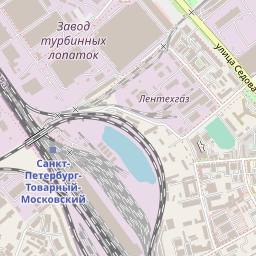 Завод
турбинных
лопаток
улица Седова
Лентехгаз
Санкт-
Петербург-
Товарный-
Московский